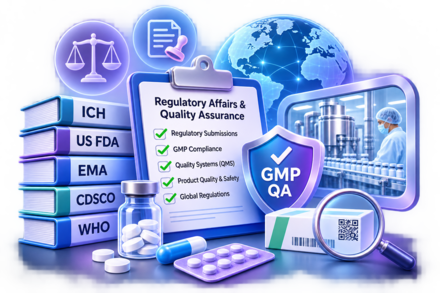 ICH
US FDA
EMA
CDSCO
WHO
Regulatory Affairs &
Quality Assurance
Regulatory Submissions
GMP Compliance
Quality Systems (QMS)
Product Quality & Safety
Global Regulations
GMP
QA